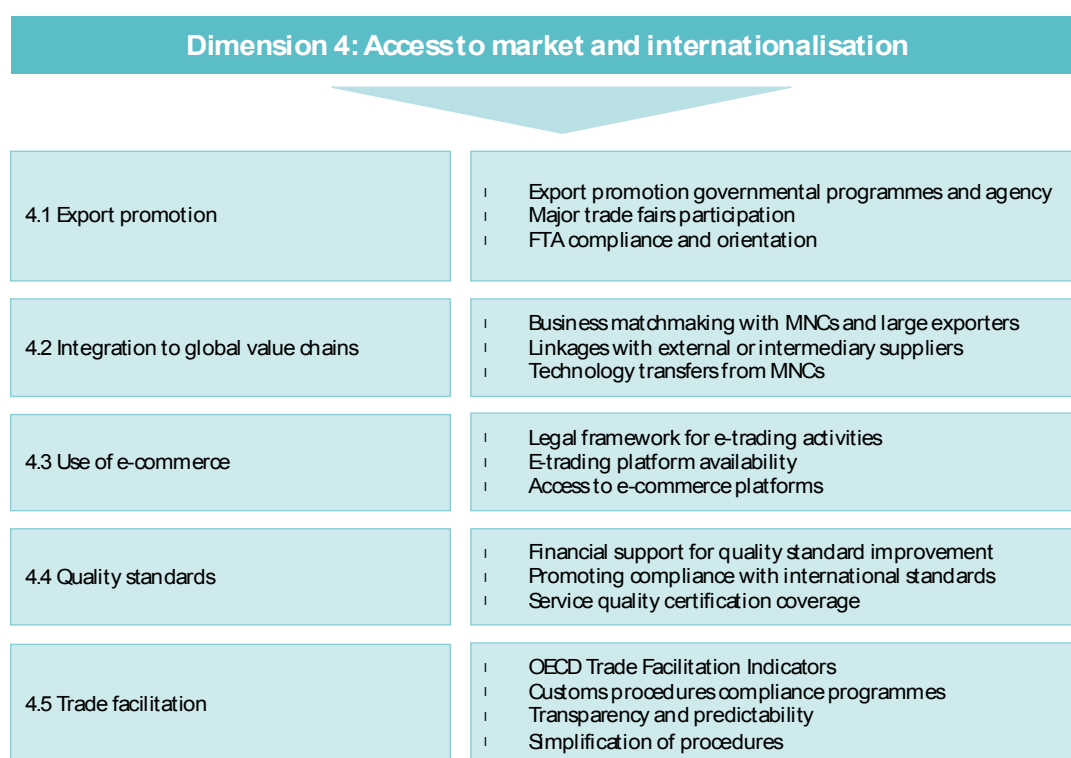 Dimension 4: Access to market and internationalisation
4.1 Export promotion
Export promotion governmental programmes and agency
Major trade fairs participation
FTA compliance and orientation
4.2 Integration to global value chains
Business matchmaking with MNCs and large exporters
Linkages with external or intermediary suppliers
Technology transfers from MNCs
4.3 Use of e-commerce
Legal framework for e-trading activities
E-trading platform availability
Access to e-commerce platforms
4.4 Quality standards
Financial support for quality standard improvement
Promoting compliance with international standards
Service quality certification coverage
4.5 Trade facilitation
OECD Trade Facilitation Indicators
Customs procedures compliance programmes
Transparency and predictability
Simplification of procedures